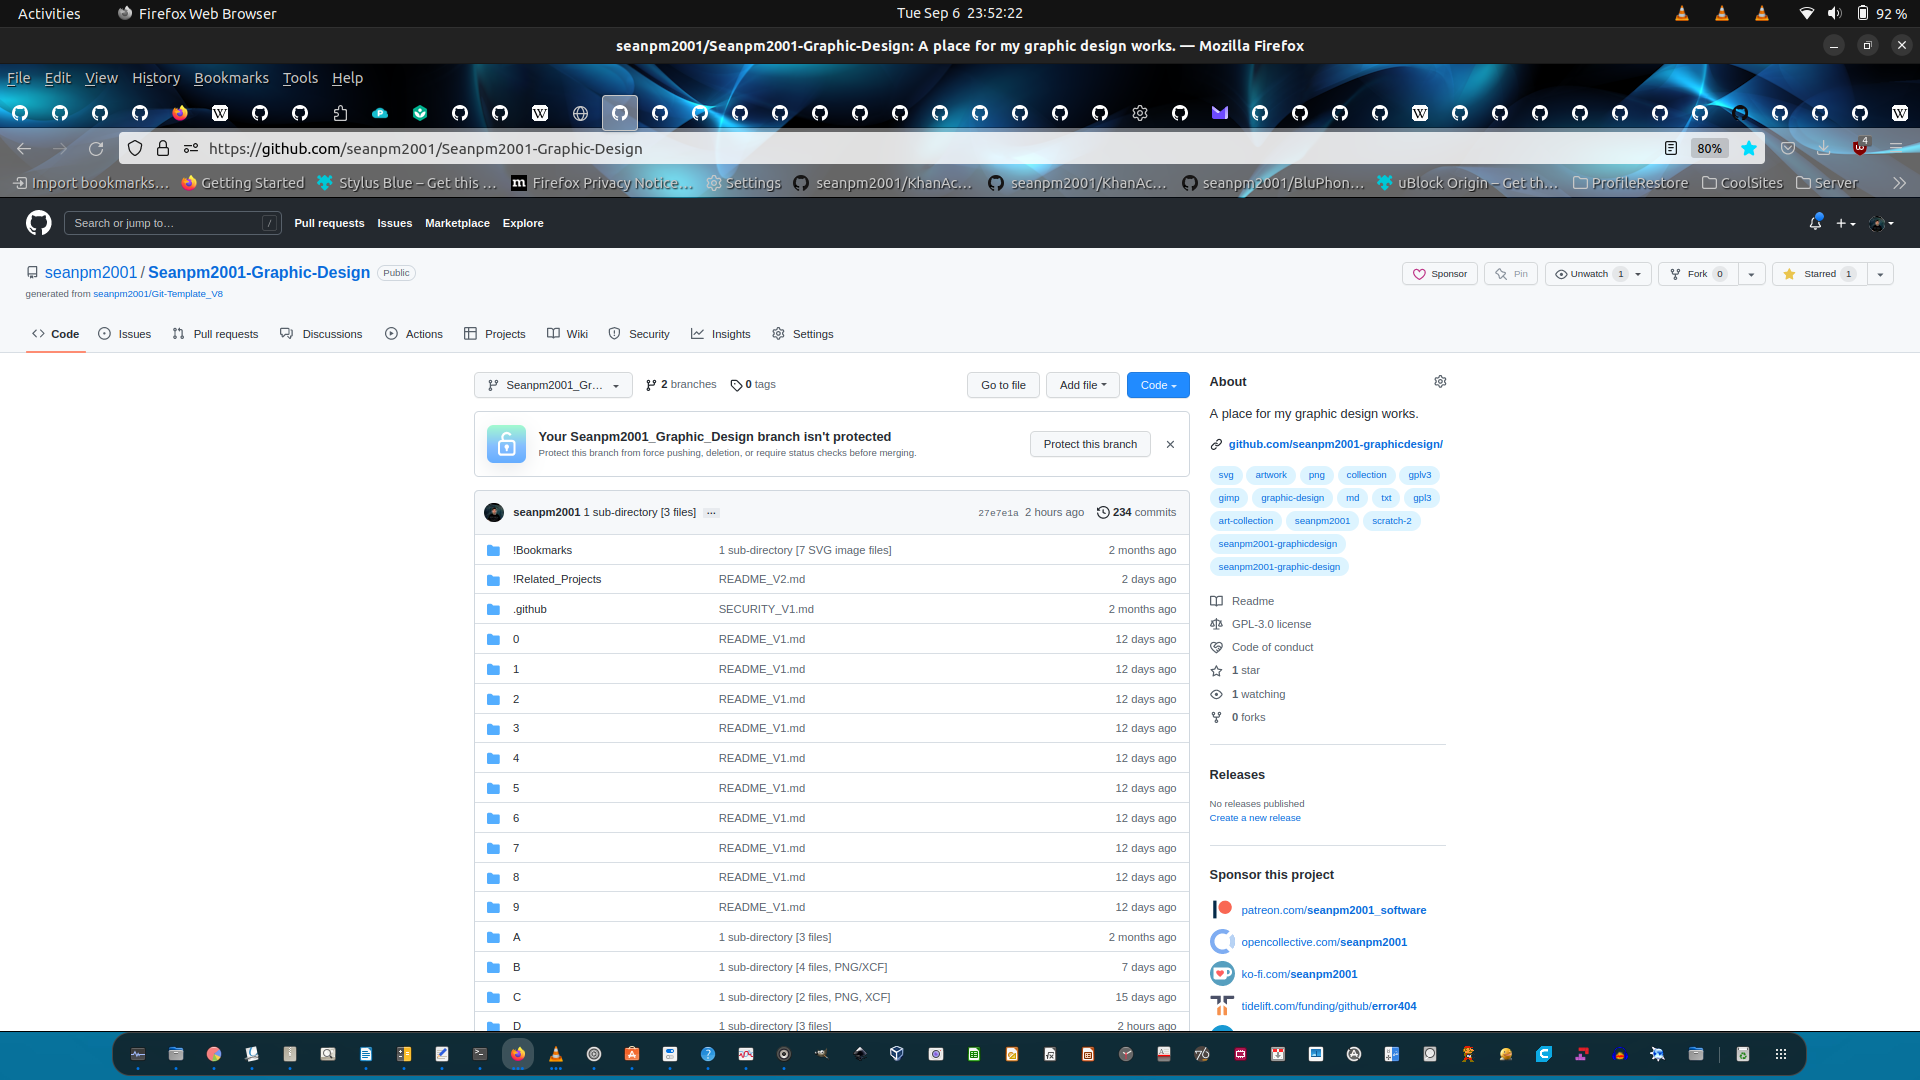 Activities Firefox Web Browser Tue Sep 6 23:52:22 92 %
seanpm2001/Seanpm2001-Graphic-Design: A place for my graphic design works. — Mozilla Firefox
File Edit View History Bookmarks Tools Help
https://github.com/seanpm2001/Seanpm2001-Graphic-Design 80% 4
Import bookmarks… Getting Started Stylus Blue – Get this … Firefox Privacy Notice… Settings seanpm2001/KhanAc… seanpm2001/KhanAc… seanpm2001/BluPhon… uBlock Origin – Get th… ProfileRestore CoolSites Server
Search or jump to… / Pull requests Issues Marketplace Explore
seanpm2001 / Seanpm2001-Graphic-Design Public Sponsor Pin Unwatch 1 Fork 0 Starred 1
generated from seanpm2001/Git-Template_V8
Code Issues Pull requests Discussions Actions Projects Wiki Security Insights Settings
Seanpm2001_Gr… 2 branches 0 tags Go to file Add file Code
Your Seanpm2001_Graphic_Design branch isn't protected
Protect this branch from force pushing, deletion, or require status checks before merging.
Protect this branch
seanpm2001 1 sub-directory [3 files] … 27e7e1a 2 hours ago 234 commits
!Bookmarks 1 sub-directory [7 SVG image files] 2 months ago
!Related_Projects README_V2.md 2 days ago
.github SECURITY_V1.md 2 months ago
0 README_V1.md 12 days ago
1 README_V1.md 12 days ago
2 README_V1.md 12 days ago
3 README_V1.md 12 days ago
4 README_V1.md 12 days ago
5 README_V1.md 12 days ago
6 README_V1.md 12 days ago
7 README_V1.md 12 days ago
8 README_V1.md 12 days ago
9 README_V1.md 12 days ago
A 1 sub-directory [3 files] 2 months ago
B 1 sub-directory [4 files, PNG/XCF] 7 days ago
C 1 sub-directory [2 files, PNG, XCF] 15 days ago
D 1 sub-directory [3 files] 2 hours ago
About
A place for my graphic design works.
github.com/seanpm2001-graphicdesign/
svg artwork png collection gplv3
gimp graphic-design md txt gpl3
art-collection seanpm2001 scratch-2
seanpm2001-graphicdesign
seanpm2001-graphic-design
Readme
GPL-3.0 license
Code of conduct
1 star
1 watching
0 forks
Releases
No releases published
Create a new release
Sponsor this project
patreon.com/seanpm2001_software
opencollective.com/seanpm2001
ko-fi.com/seanpm2001
tidelift.com/funding/github/error404